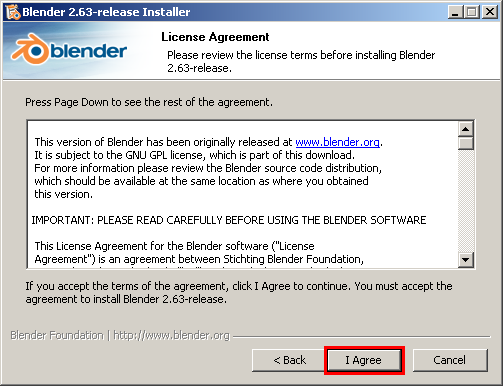 Blender 2.63-release Installer
blender
License Agreement
Please review the license terms before installing Blender
2.63-release.
Press Page Down to see the rest of the agreement.
This version of Blender has been originally released at www.blender.org.
It is subject to the GNU GPL license, which is part of this download.
For more information please review the Blender source code distribution,
which should be available at the same location as where you obtained
this version.
IMPORTANT: PLEASE READ CAREFULLY BEFORE USING THE BLENDER SOFTWARE
This License Agreement for the Blender software ("License
Agreement") is an agreement between Stichting Blender Foundation,
If you accept the terms of the agreement, click I Agree to continue. You must accept the
agreement to install Blender 2.63-release.
Blender Foundation | http://www.blender.org
< Back
I Agree
Cancel